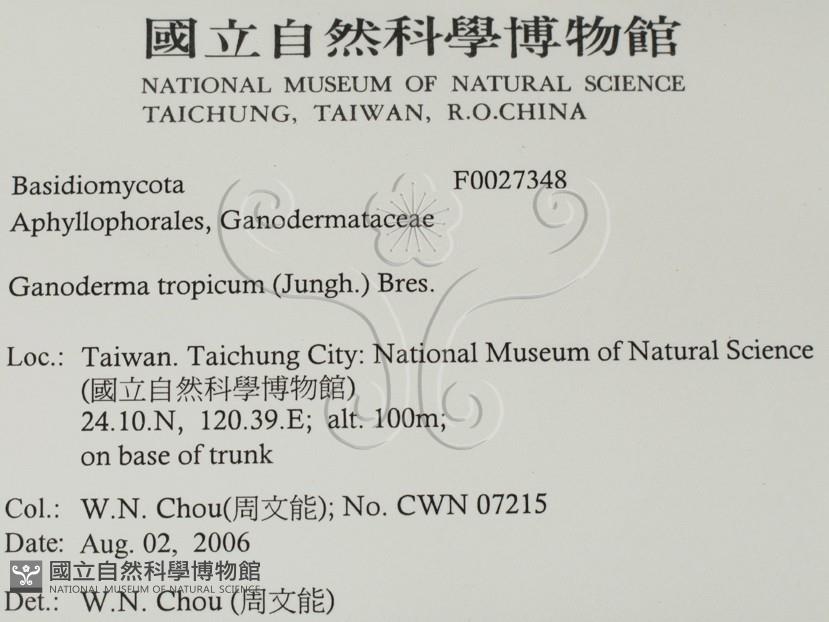 國立自然科學博物館
NATIONAL MUSEUM OF NATURAL SCIENCE
TAICHUNG, TAIWAN, R.O.CHINA
Basidiomycota F0027348
Aphyllophorales, Ganodermataceae
Ganoderma tropicum (Jungh.) Bres.
Loc.: Taiwan. Taichung City: National Museum of Natural Science
(國立自然科學博物館)
24.10.N, 120.39.E; alt. 100m;
on base of trunk
Col.: W.N. Chou(周文能); No. CWN 07215
Date: Aug. 02, 2006
國立自然科學博物館
NATIONAL MUSEUM OF NATURAL SCIENCE
Det.: W.N. Chou (周文能)